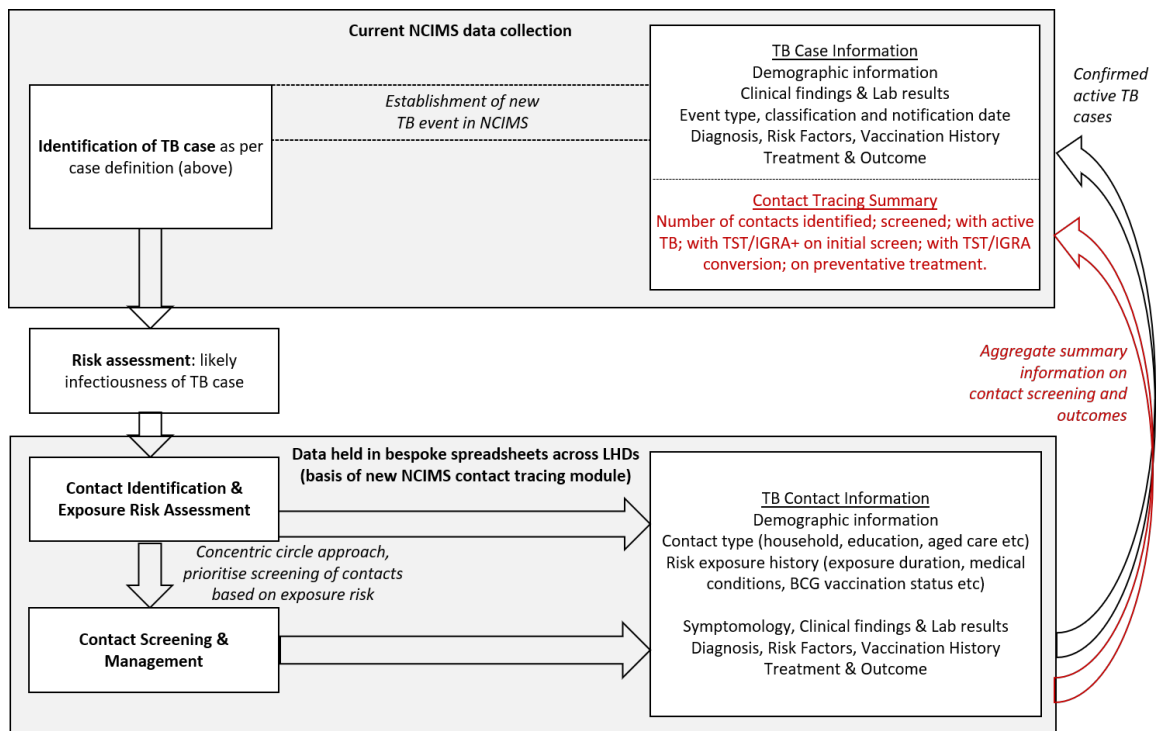 Current NCIMS data collection
Identification of TB case as per
case definition (above)
Establishment of new
TB event in NCIMS
TB Case Information
Demographic information
Clinical findings & Lab results
Event type, classification and notification date
Diagnosis, Risk Factors, Vaccination History
Treatment & Outcome
Contact Tracing Summary
Number of contacts identified; screened; with active
TB; with TST/IGRA+ on initial screen; with TST/IGRA
conversion; on preventative treatment.
Confirmed
active TB
cases
Risk assessment: likely
infectiousness of TB case
Aggregate summary
information on
contact screening and
outcomes
Data held in bespoke spreadsheets across LHDs
(basis of new NCIMS contact tracing module)
Contact Identification &
Exposure Risk Assessment
Concentric circle approach,
prioritise screening of contacts
based on exposure risk
Contact Screening &
Management
TB Contact Information
Demographic information
Contact type (household, education, aged care etc)
Risk exposure history (exposure duration, medical
conditions, BCG vaccination status etc)
Symptomology, Clinical findings & Lab results
Diagnosis, Risk Factors, Vaccination History
Treatment & Outcome